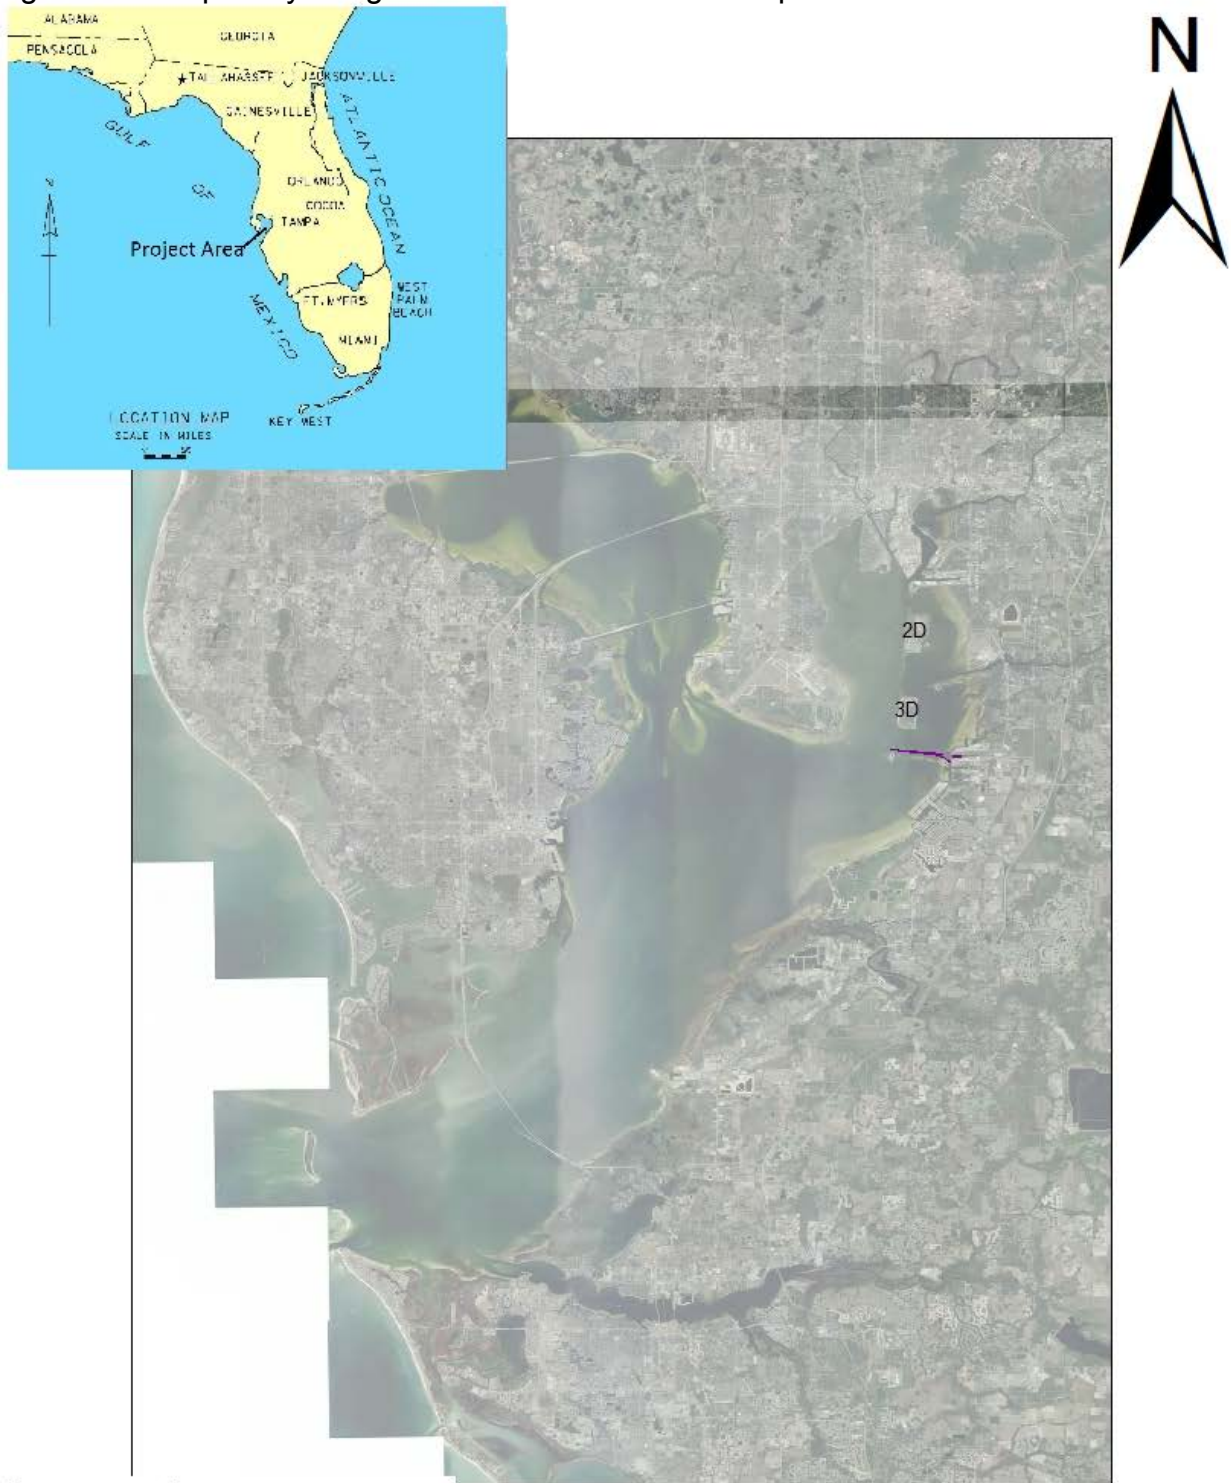 ALABAMA
GEORGIA
PENSACOLA
TALLAHASSEE
JACKSONVILLE
GAINESVILLE
ATLANTIC OCEAN
GULF
OF
MEXICO
ORLANDO
COCOA
TAMPA
Project Area
FT. MYERS
WEST
PALM
BEACH
MIAMI
LOCATION MAP
SCALE IN MILES
KEY WEST
N
2D
3D